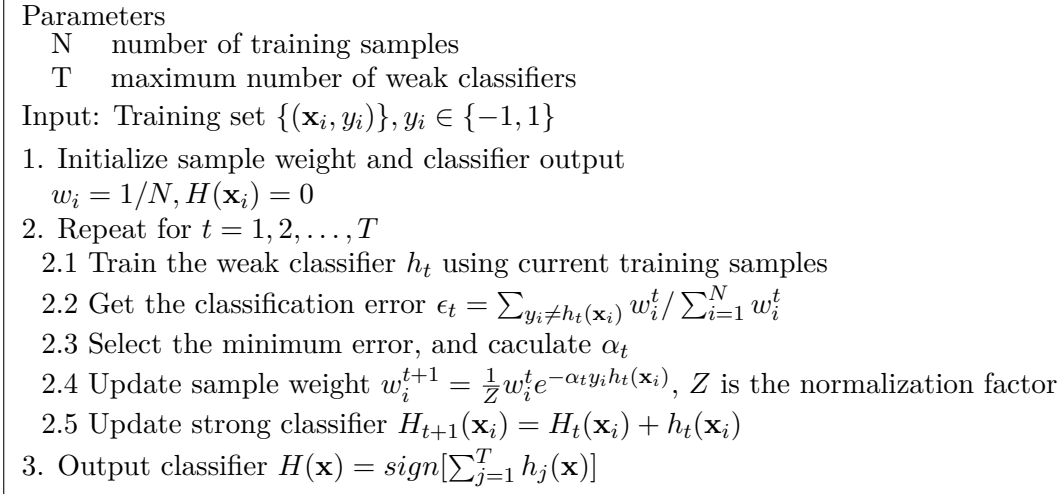 Parameters
N number of training samples
T maximum number of weak classifiers
Input: Training set {(𝐱_i, y_i)}, y_i ∈ {−1, 1}
1. Initialize sample weight and classifier output
w_i = 1/N, H(𝐱_i) = 0
2. Repeat for t = 1, 2, . . . , T
2.1 Train the weak classifier h_t using current training samples
2.2 Get the classification error ϵ_t = ∑_{y_i≠h_t(𝐱_i)} w_i^t / ∑_{i=1}^N w_i^t
2.3 Select the minimum error, and caculate α_t
2.4 Update sample weight w_i^{t+1} = \frac{1}{Z} w_i^t e^{−α_t y_i h_t(𝐱_i)}, Z is the normalization factor
2.5 Update strong classifier H_{t+1}(𝐱_i) = H_t(𝐱_i) + h_t(𝐱_i)
3. Output classifier H(𝐱) = sign[∑_{j=1}^T h_j(𝐱)]